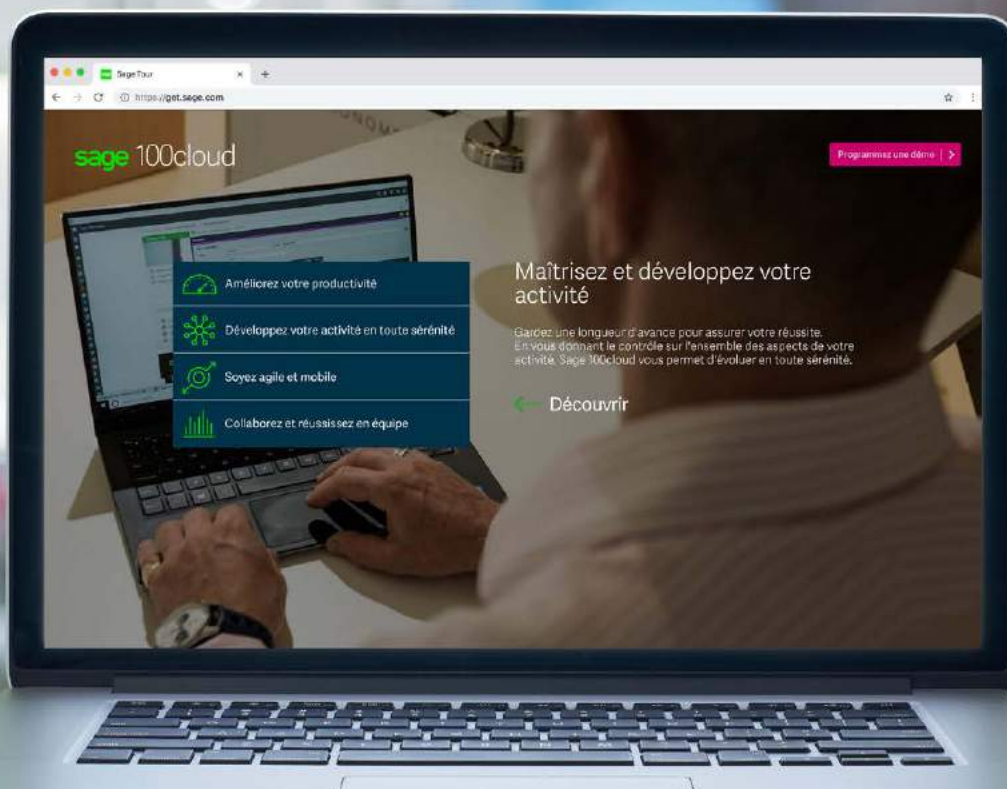 Sage Tour
https://get.sage.com
sage 100cloud
Programmez une démo
Améliorez votre productivité
Développez votre activité en toute sérénité
Soyez agile et mobile
Collaborez et réussissez en équipe
Maîtrisez et développez votre
activité
Gardez une longueur d'avance pour assurer votre réussite.
En vous donnant le contrôle sur l'ensemble des aspects de votre
activité, Sage 100cloud vous permet d'évoluer en toute sérénité.
Découvrir